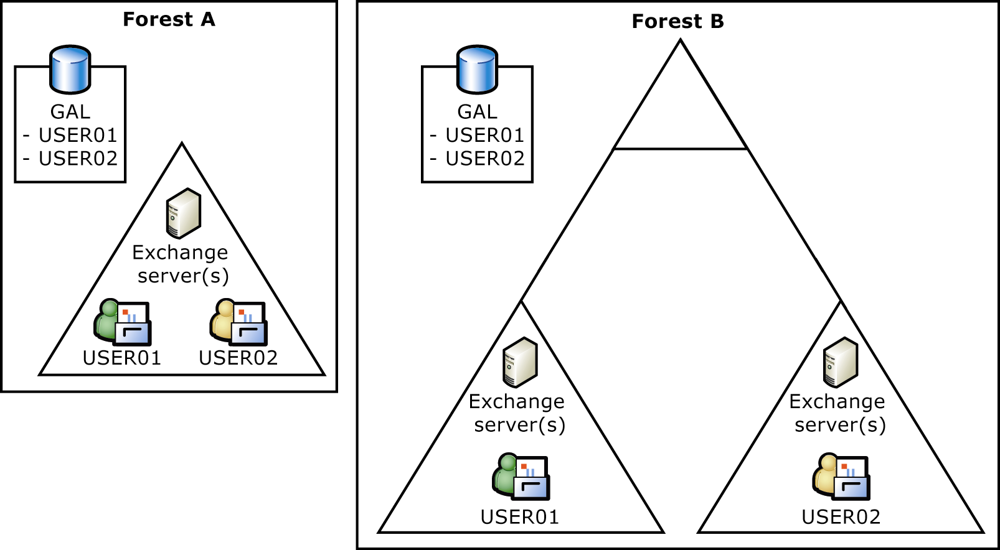 Forest A
GAL
- USER01
- USER02
Exchange
server(s)
USER01
USER02
Forest B
GAL
- USER01
- USER02
Exchange
server(s)
USER01
Exchange
server(s)
USER02